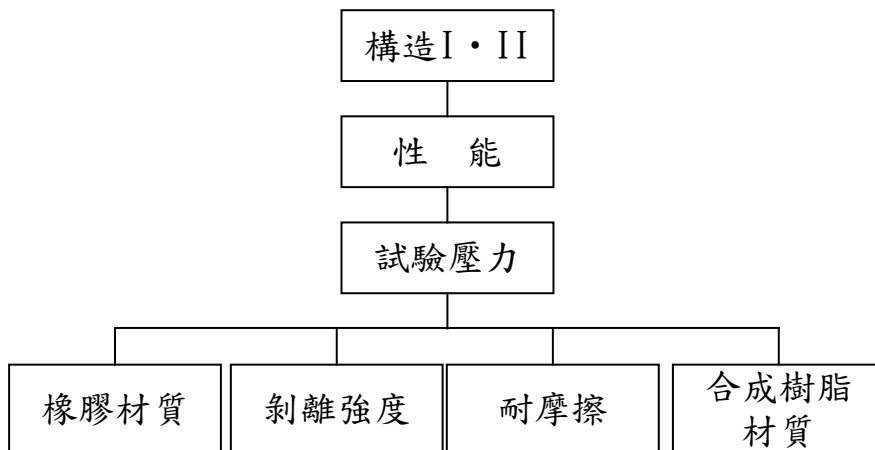 構造I·II
性 能
試驗壓力
橡膠材質
剝離強度
耐摩擦
合成樹脂
材質